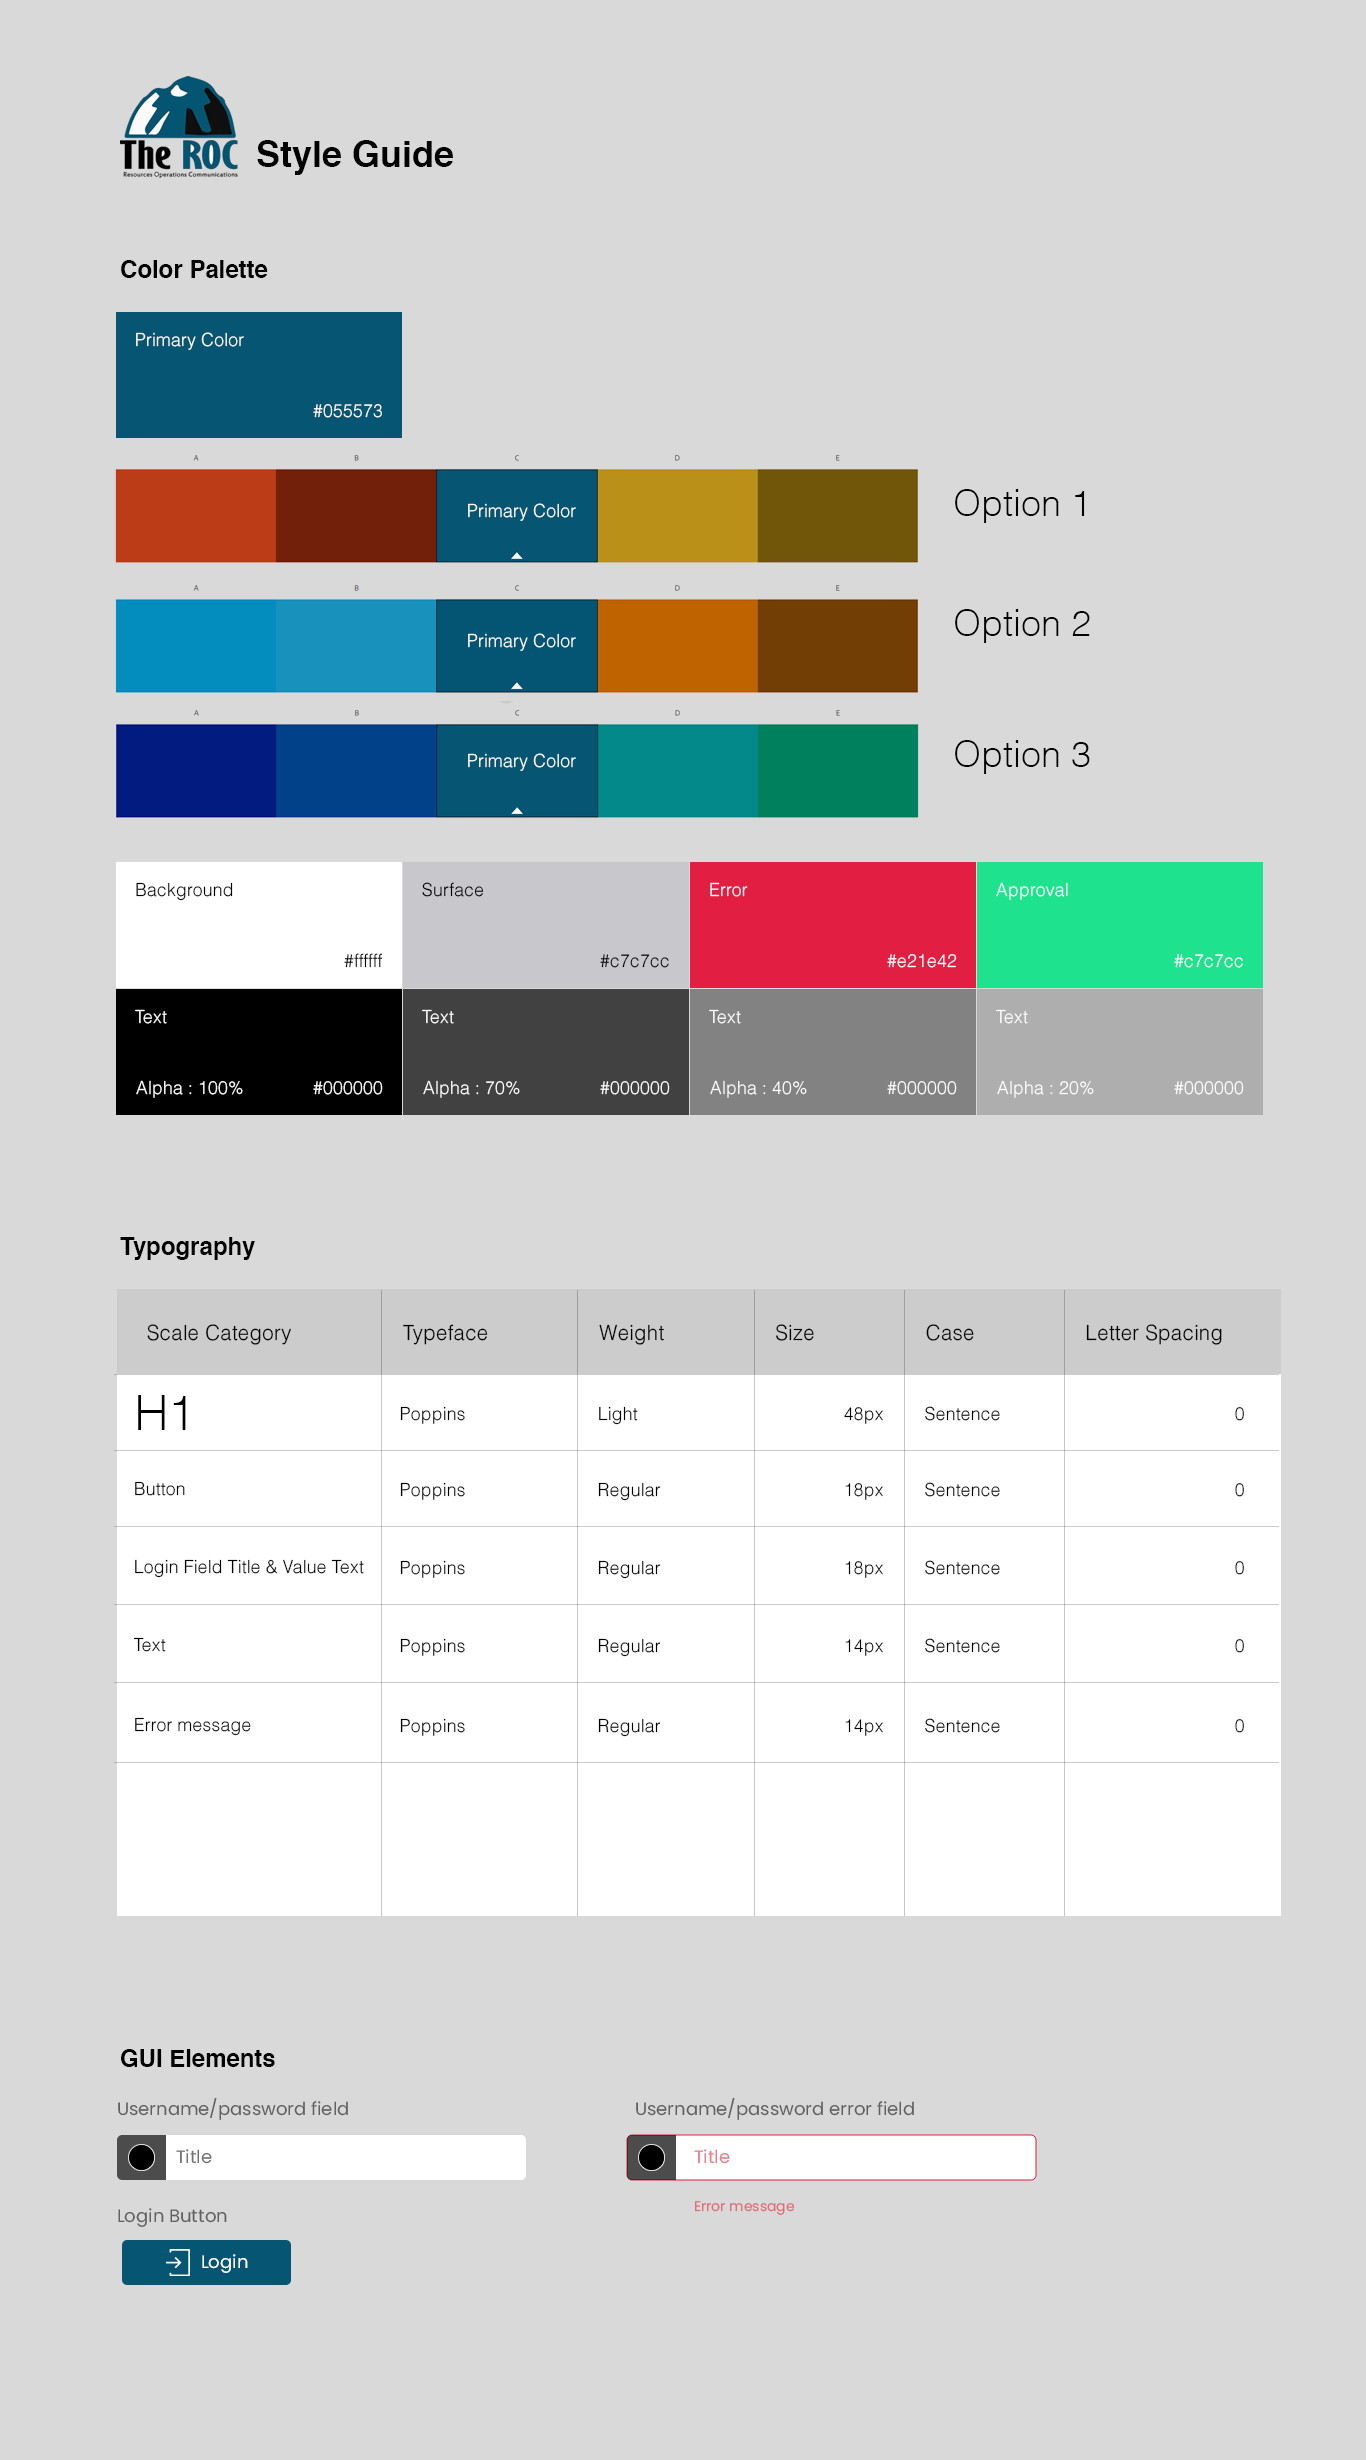 The ROC
Resources Operations Communications
Style Guide
Color Palette
Primary Color
#055573
A B C D E
Primary Color
Option 1
A B C D E
Primary Color
Option 2
A B C D E
Primary Color
Option 3
Background Surface Error Approval
#ffffff #c7c7cc #e21e42 #c7c7cc
Text Text Text Text
Alpha : 100% #000000 Alpha : 70% #000000 Alpha : 40% #000000 Alpha : 20% #000000
Typography
Scale Category Typeface Weight Size Case Letter Spacing
H1 Poppins Light 48px Sentence 0
Button Poppins Regular 18px Sentence 0
Login Field Title & Value Text Poppins Regular 18px Sentence 0
Text Poppins Regular 14px Sentence 0
Error message Poppins Regular 14px Sentence 0
GUI Elements
Username/password field Username/password error field
Title Title
Error message
Login Button
Login